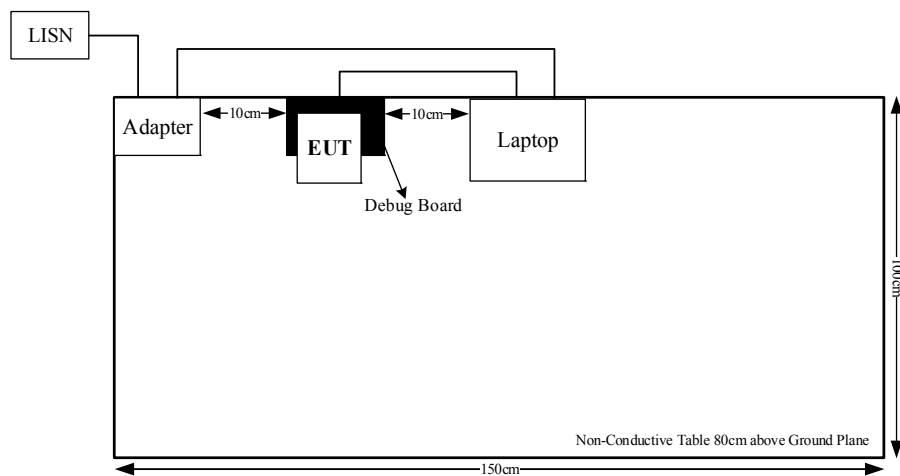 LISN
Adapter
10cm
EUT
10cm
Laptop
Debug Board
100cm
Non-Conductive Table 80cm above Ground Plane
150cm